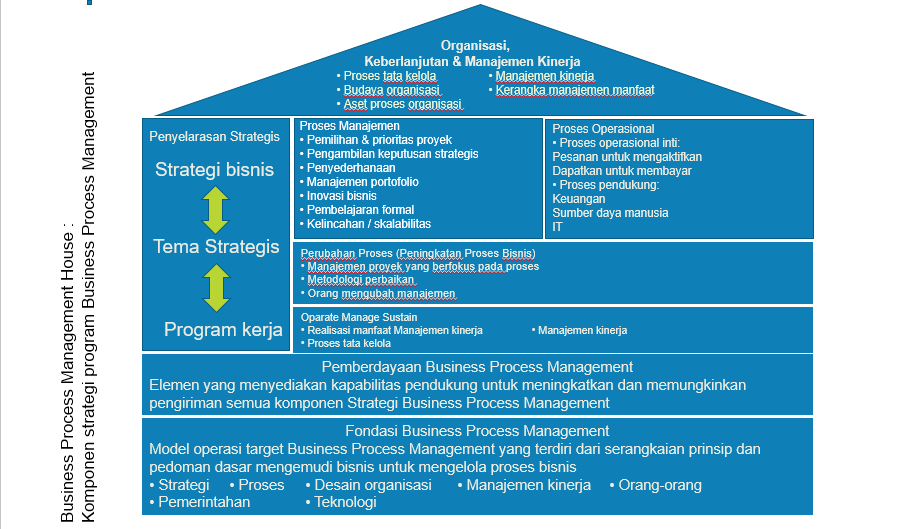 Business Process Management House :
Komponen strategi program Business Process Management
Organisasi,
Keberlanjutan & Manajemen Kinerja
• Proses tata kelola
• Budaya organisasi
• Aset proses organisasi
• Manajemen kinerja
• Kerangka manajemen manfaat
Penyelarasan Strategis
Strategi bisnis
Tema Strategis
Program kerja
Proses Manajemen
• Pemilihan & prioritas proyek
• Pengambilan keputusan strategis
• Penyederhanaan
• Manajemen portofolio
• Inovasi bisnis
• Pembelajaran formal
• Kelincahan / skalabilitas
Proses Operasional
• Proses operasional inti:
Pesanan untuk mengaktifkan
Dapatkan untuk membayar
• Proses pendukung:
Keuangan
Sumber daya manusia
IT
Perubahan Proses (Peningkatan Proses Bisnis)
• Manajemen proyek yang berfokus pada proses
• Metodologi perbaikan
• Orang mengubah manajemen
Oparate Manage Sustain
• Realisasi manfaat Manajemen kinerja • Manajemen kinerja
• Proses tata kelola
Pemberdayaan Business Process Management
Elemen yang menyediakan kapabilitas pendukung untuk meningkatkan dan memungkinkan
pengiriman semua komponen Strategi Business Process Management
Fondasi Business Process Management
Model operasi target Business Process Management yang terdiri dari serangkaian prinsip dan
pedoman dasar mengemudi bisnis untuk mengelola proses bisnis
• Strategi • Proses • Desain organisasi • Manajemen kinerja • Orang-orang
• Pemerintahan • Teknologi